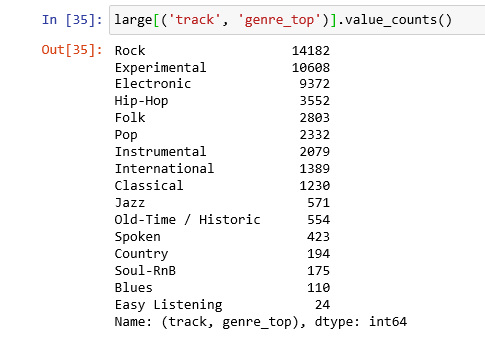 In [35]: large[('track', 'genre_top')].value_counts()
Out[35]: Rock 14182
Experimental 10608
Electronic 9372
Hip-Hop 3552
Folk 2803
Pop 2332
Instrumental 2079
International 1389
Classical 1230
Jazz 571
Old-Time / Historic 554
Spoken 423
Country 194
Soul-RnB 175
Blues 110
Easy Listening 24
Name: (track, genre_top), dtype: int64